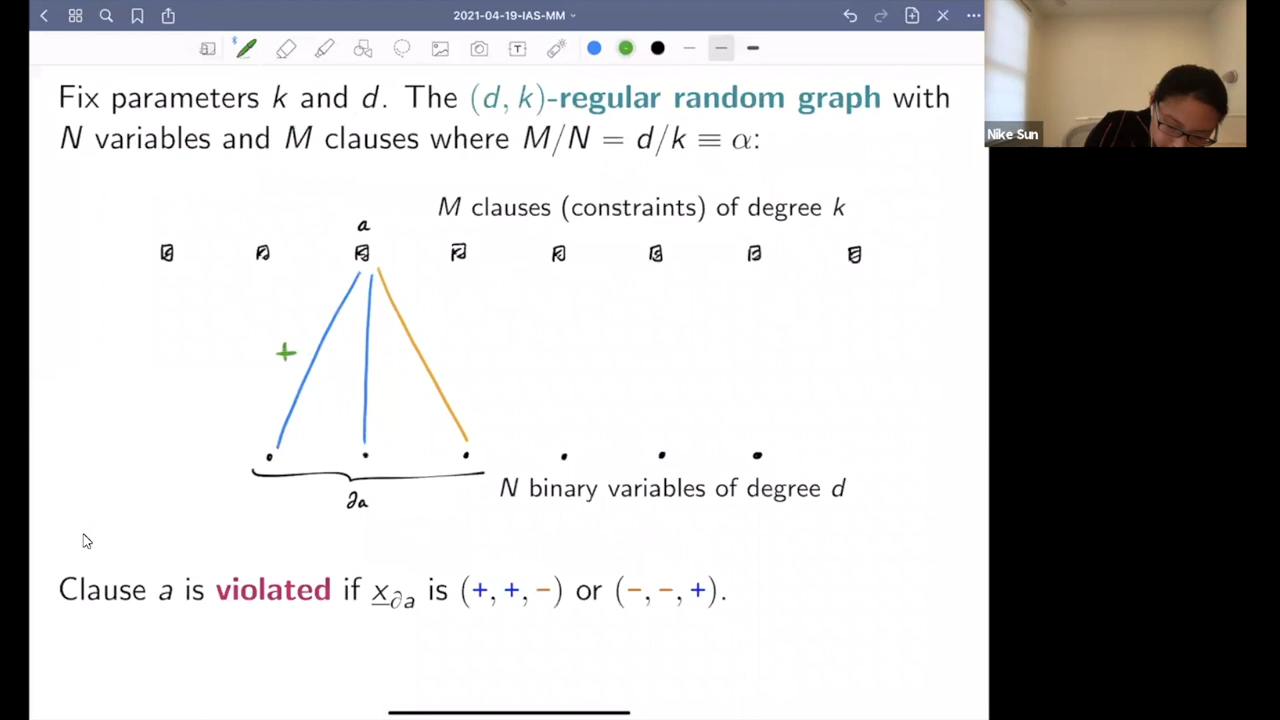 2021-04-19-IAS-MM
T
Fix parameters k and d. The (d, k)-regular random graph with
N variables and M clauses where M/N = d/k ≡ α:
Nike Sun
M clauses (constraints) of degree k
a
+
∂a
N binary variables of degree d
Clause a is violated if x_∂a is (+, +, −) or (−, −, +).